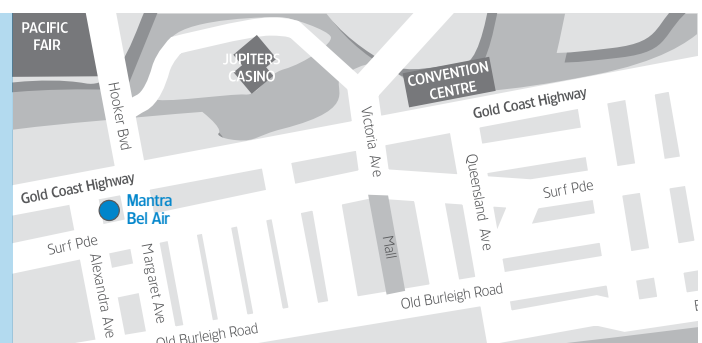 PACIFIC
FAIR
JUPITERS
CASINO
CONVENTION
CENTRE
Hooker Bvd
Gold Coast Highway
Victoria Ave
Gold Coast Highway
Mantra
Bel Air
Queensland Ave
Surf Pde
Surf Pde
Mall
Alexandra Ave
Margaret Ave
Old Burleigh Road
Old Burleigh Road